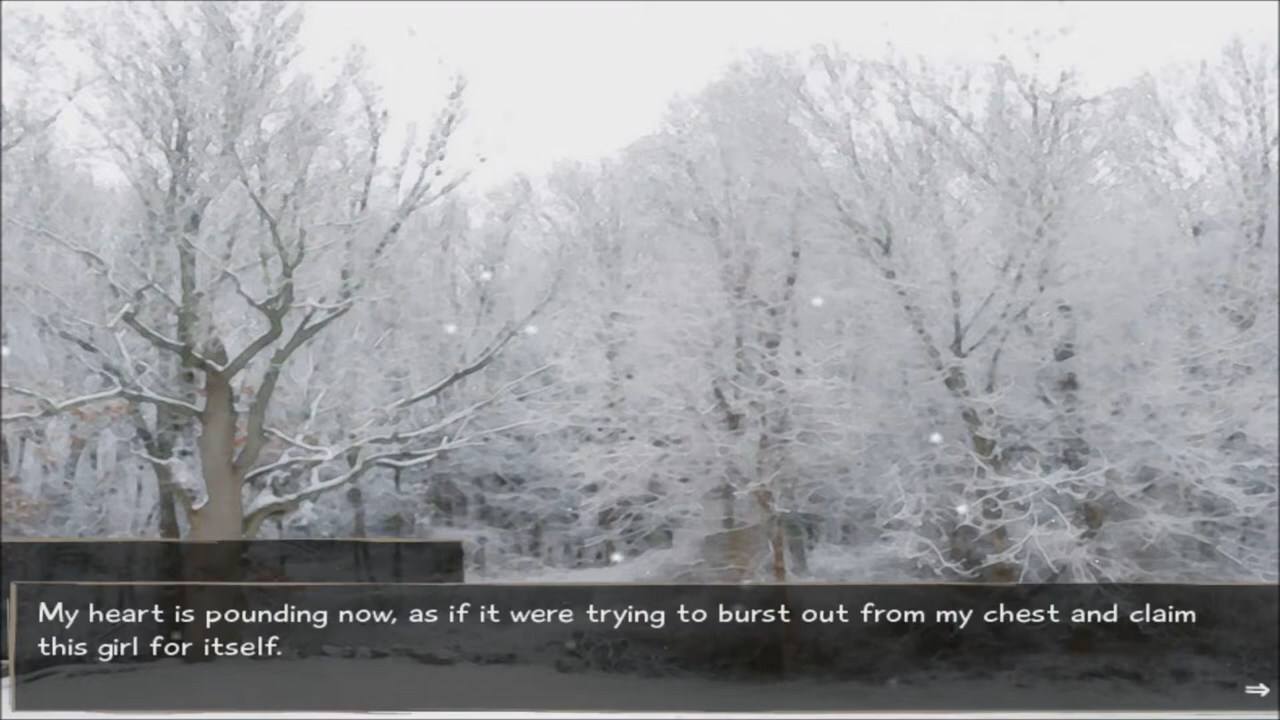 My heart is pounding now, as if it were trying to burst out from my chest and claim
this girl for itself.